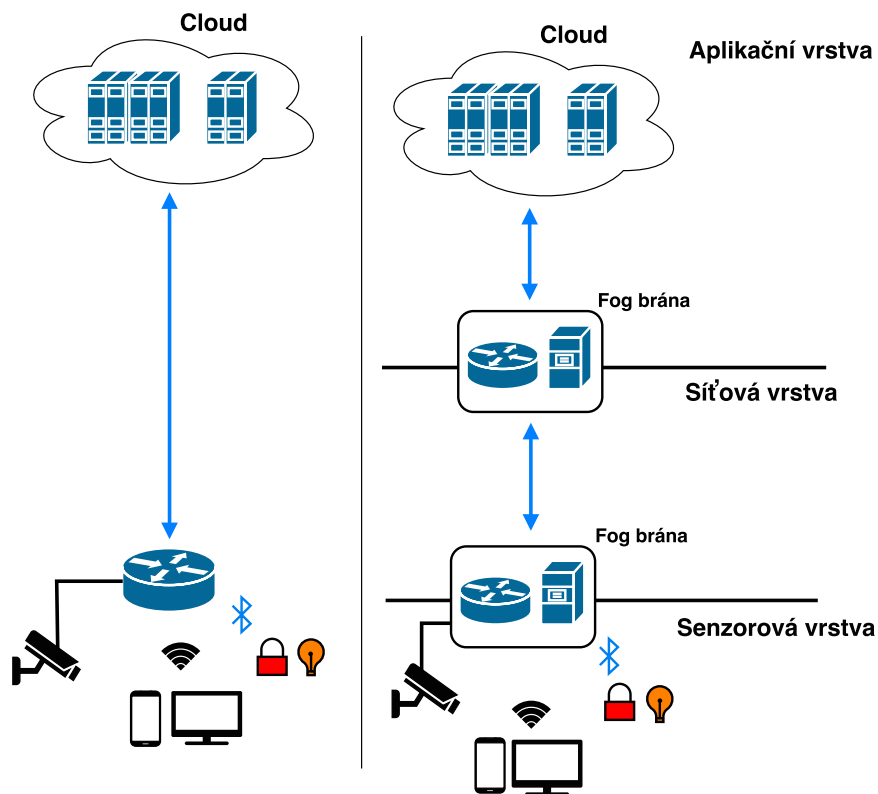 Cloud
Cloud
Aplikační vrstva
Fog brána
Síťová vrstva
Fog brána
Senzorová vrstva